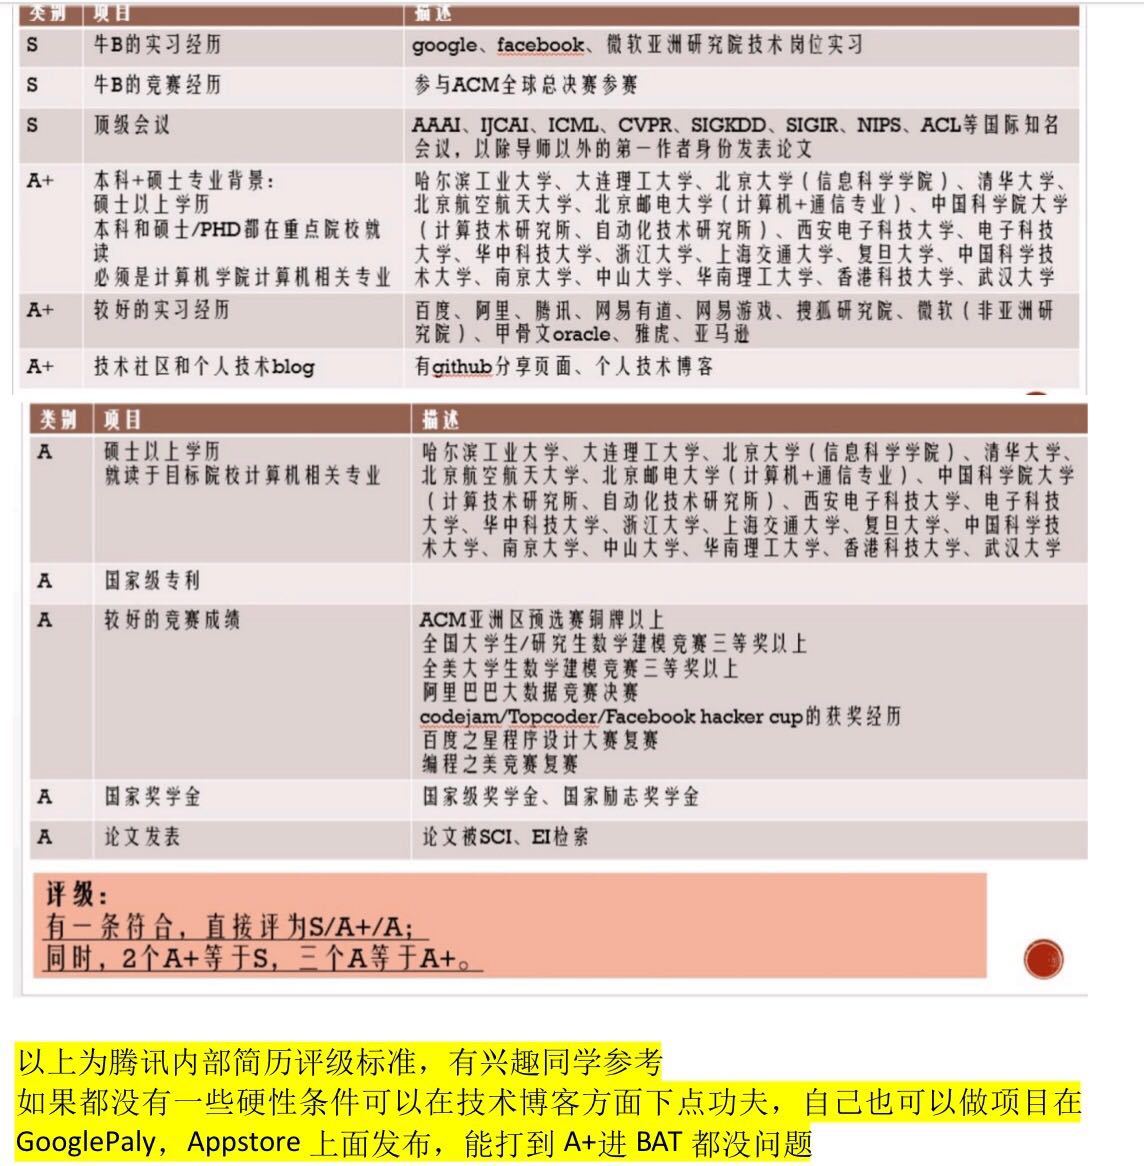 类别 项目 描述
S 牛B的实习经历 google、facebook、微软亚洲研究院技术岗位实习
S 牛B的竞赛经历 参与ACM全球总决赛参赛
S 顶级会议 AAAI、IJCAI、ICML、CVPR、SIGKDD、SIGIR、NIPS、ACL等国际知名
会议，以除导师以外的第一作者身份发表论文
A+ 本科+硕士专业背景： 哈尔滨工业大学、大连理工大学、北京大学（信息科学学院）、清华大学、
硕士以上学历 北京航空航天大学、北京邮电大学（计算机+通信专业）、中国科学院大学
本科和硕士/PHD都在重点院校就 （计算技术研究所、自动化技术研究所）、西安电子科技大学、电子科技
读 大学、华中科技大学、浙江大学、上海交通大学、复旦大学、中国科学技
必须是计算机学院计算机相关专业 术大学、南京大学、中山大学、华南理工大学、香港科技大学、武汉大学
A+ 较好的实习经历 百度、阿里、腾讯、网易有道、网易游戏、搜狐研究院、微软（非亚洲研
究院）、甲骨文oracle、雅虎、亚马逊
A+ 技术社区和个人技术blog 有github分享页面、个人技术博客
类别 项目 描述
A 硕士以上学历 哈尔滨工业大学、大连理工大学、北京大学（信息科学学院）、清华大学、
就读于目标院校计算机相关专业 北京航空航天大学、北京邮电大学（计算机+通信专业）、中国科学院大学
（计算技术研究所、自动化技术研究所）、西安电子科技大学、电子科技
大学、华中科技大学、浙江大学、上海交通大学、复旦大学、中国科学技
术大学、南京大学、中山大学、华南理工大学、香港科技大学、武汉大学
A 国家级专利
A 较好的竞赛成绩 ACM亚洲区预选赛铜牌以上
全国大学生/研究生数学建模竞赛三等奖以上
全美大学生数学建模竞赛三等奖以上
阿里巴巴大数据竞赛决赛
codejam/Topcoder/Facebook hacker cup的获奖经历
百度之星程序设计大赛复赛
编程之美竞赛复赛
A 国家奖学金 国家级奖学金、国家励志奖学金
A 论文发表 论文被SCI、EI检索
评级：
有一条符合，直接评为S/A+/A；
同时，2个A+等于S，三个A等于A+。
以上为腾讯内部简历评级标准，有兴趣同学参考
如果都没有一些硬性条件可以在技术博客方面下点功夫，自己也可以做项目在
GooglePaly，Appstore 上面发布，能打到 A+进 BAT 都没问题